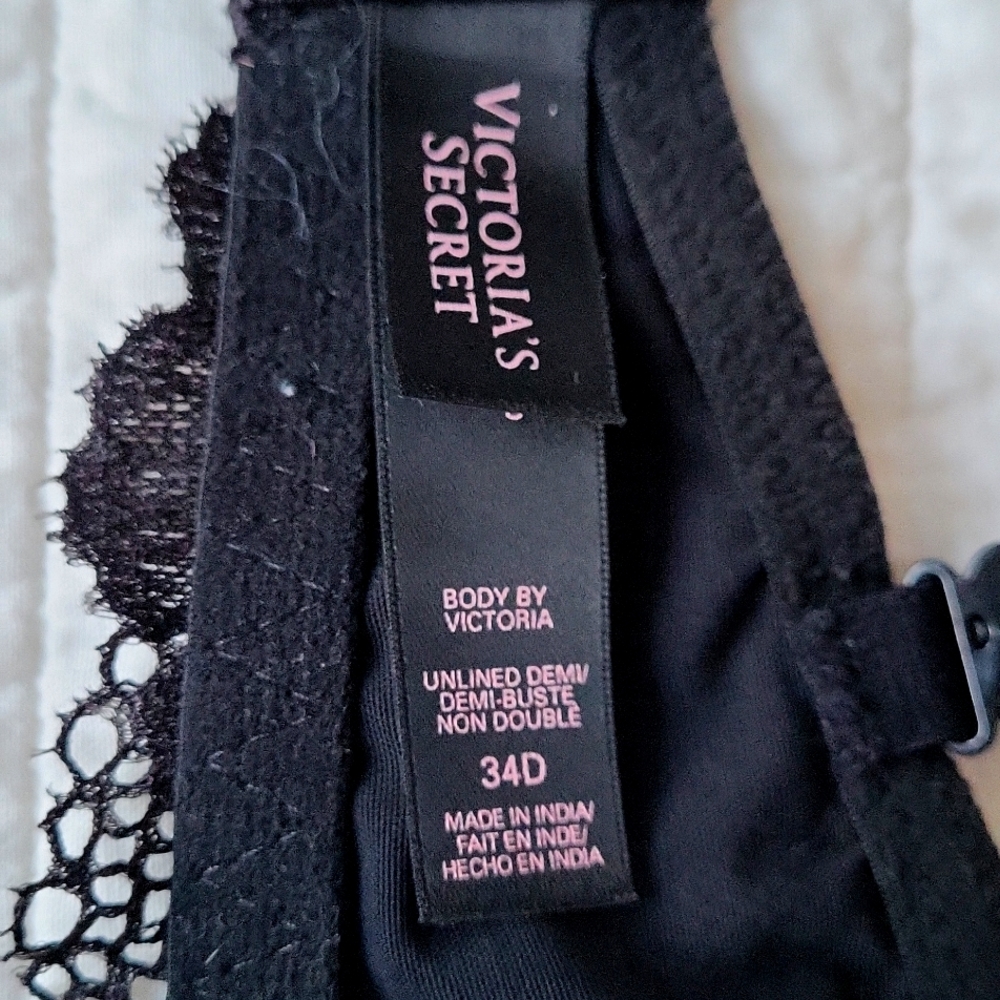 VICTORIA'S
SECRET
BODY BY
VICTORIA
UNLINED DEMI/
DEMI-BUSTE
NON DOUBLÉ
34D
MADE IN INDIA/
FAIT EN INDE/
HECHO EN INDIA